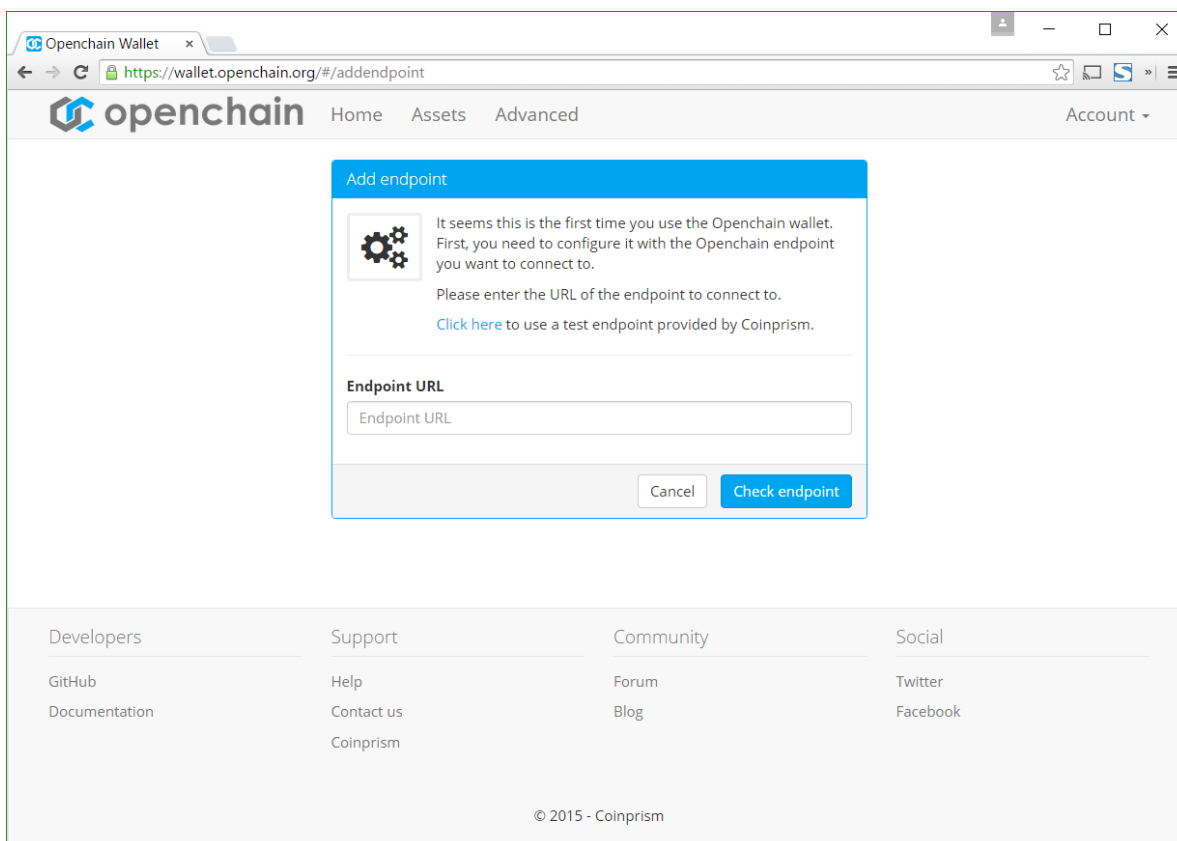 Openchain Wallet
https://wallet.openchain.org/#/addendpoint
openchain Home Assets Advanced Account
Add endpoint
It seems this is the first time you use the Openchain wallet.
First, you need to configure it with the Openchain endpoint
you want to connect to.
Please enter the URL of the endpoint to connect to.
Click here to use a test endpoint provided by Coinprism.
Endpoint URL
Endpoint URL
Cancel Check endpoint
Developers Support Community Social
GitHub Help Forum Twitter
Documentation Contact us Blog Facebook
Coinprism
© 2015 - Coinprism